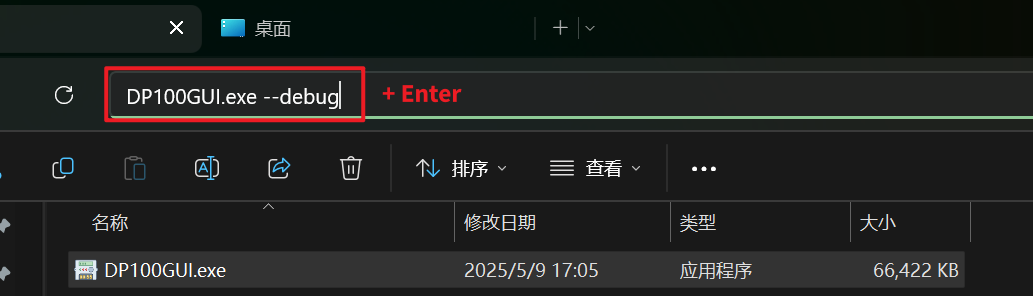 桌面
DP100GUI.exe --debug + Enter
排序 查看
名称 修改日期 类型 大小
DP100GUI.exe 2025/5/9 17:05 应用程序 66,422 KB